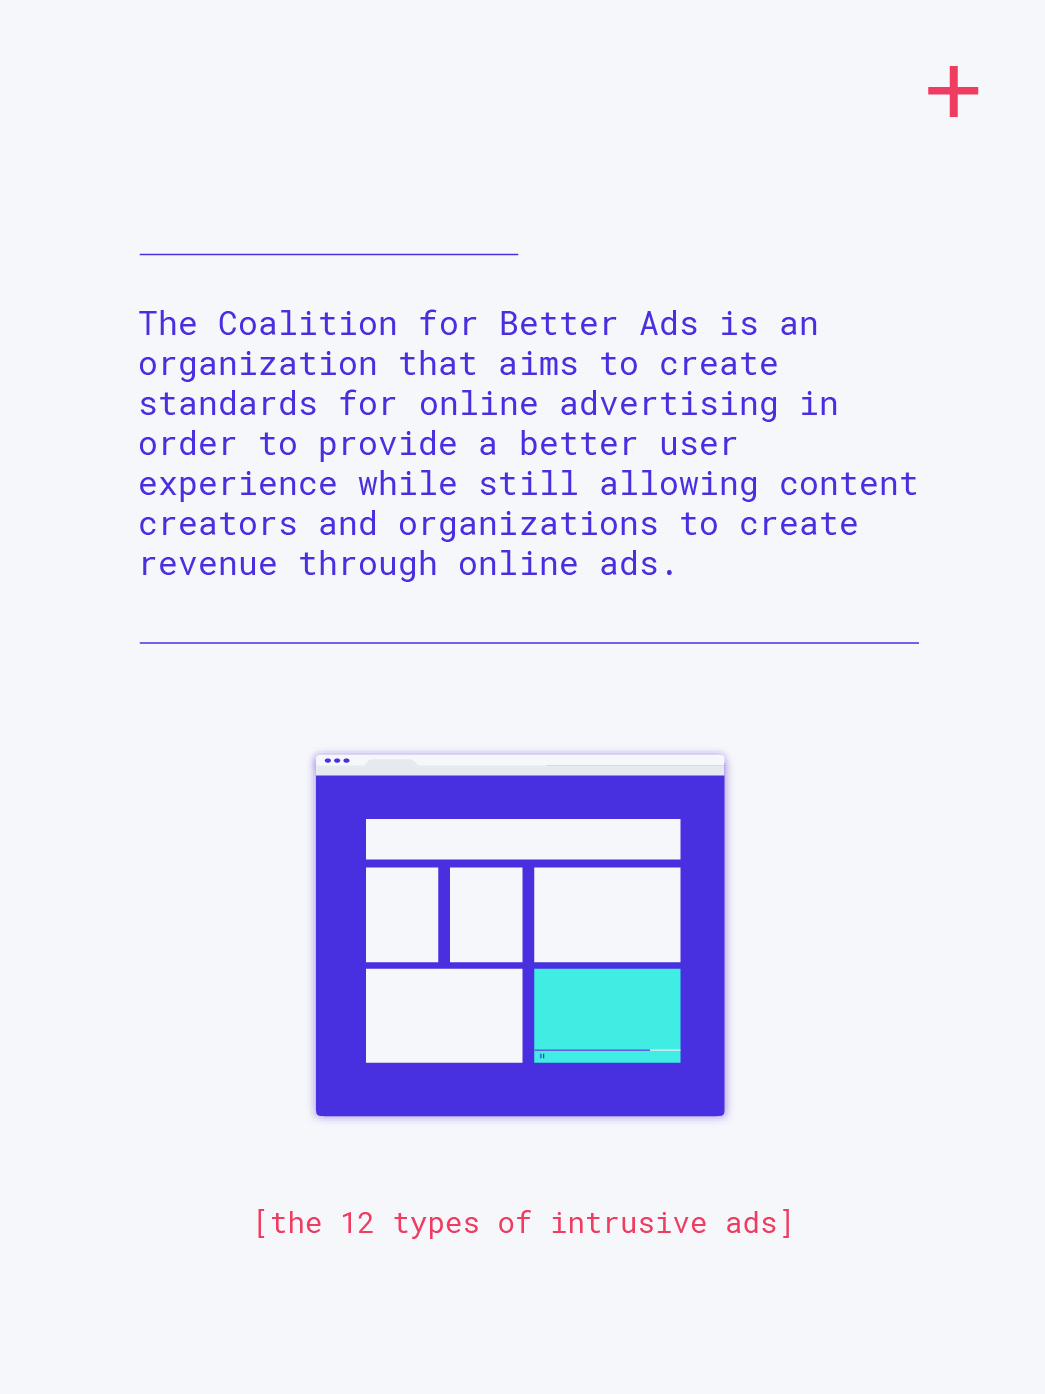 The Coalition for Better Ads is an
organization that aims to create
standards for online advertising in
order to provide a better user
experience while still allowing content
creators and organizations to create
revenue through online ads.
[the 12 types of intrusive ads]